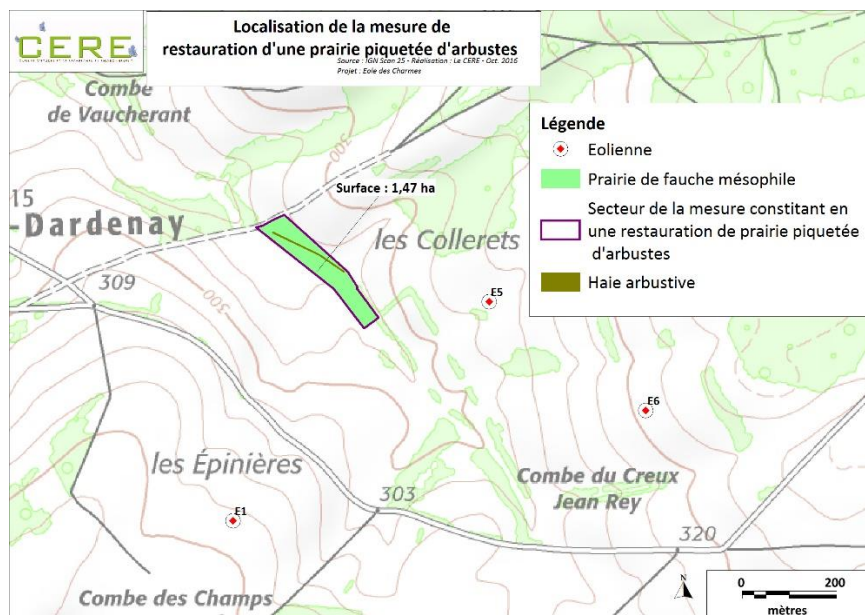 CERE
Localisation de la mesure de
restauration d'une prairie piquetée d'arbustes
Source : IGN Scan 25 - Réalisation : Le CERE - Oct. 2016
Projet : Eole des Charmes
Combe
de Vaucherant
300
Légende
Eolienne
Prairie de fauche mésophile
Secteur de la mesure constitant en
une restauration de prairie piquetée
d'arbustes
Haie arbustive
Surface : 1,47 ha
15
-Dardenay
les Collerets
309
300
E5
E6
les Épinières
Combe du Creux
Jean Rey
303
E1
320
Combe des Champs
N
0 200
mètres